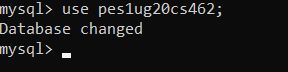 mysql> use pes1ug20cs462;
Database changed
mysql>